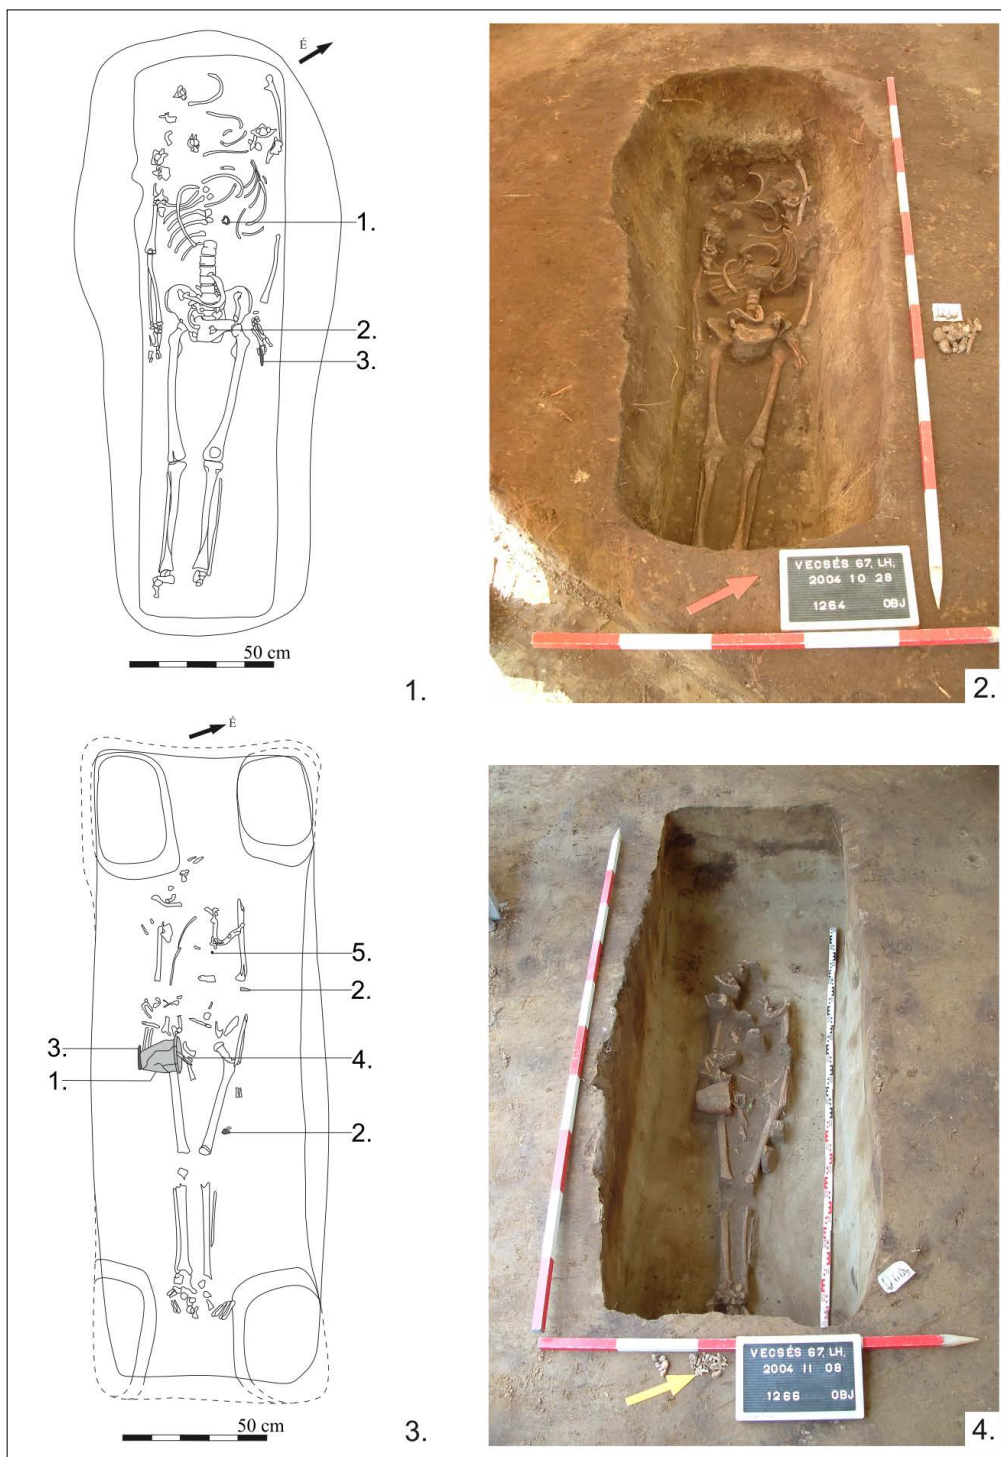 É
1.
2.
3.
50 cm
1.
VECSÉS 67. LH.
2004 10 28
1264 OBJ
2.
É
5.
2.
3.
4.
1.
2.
50 cm
3.
VECSÉS 67. LH.
2004 11 08
1266 OBJ
4.